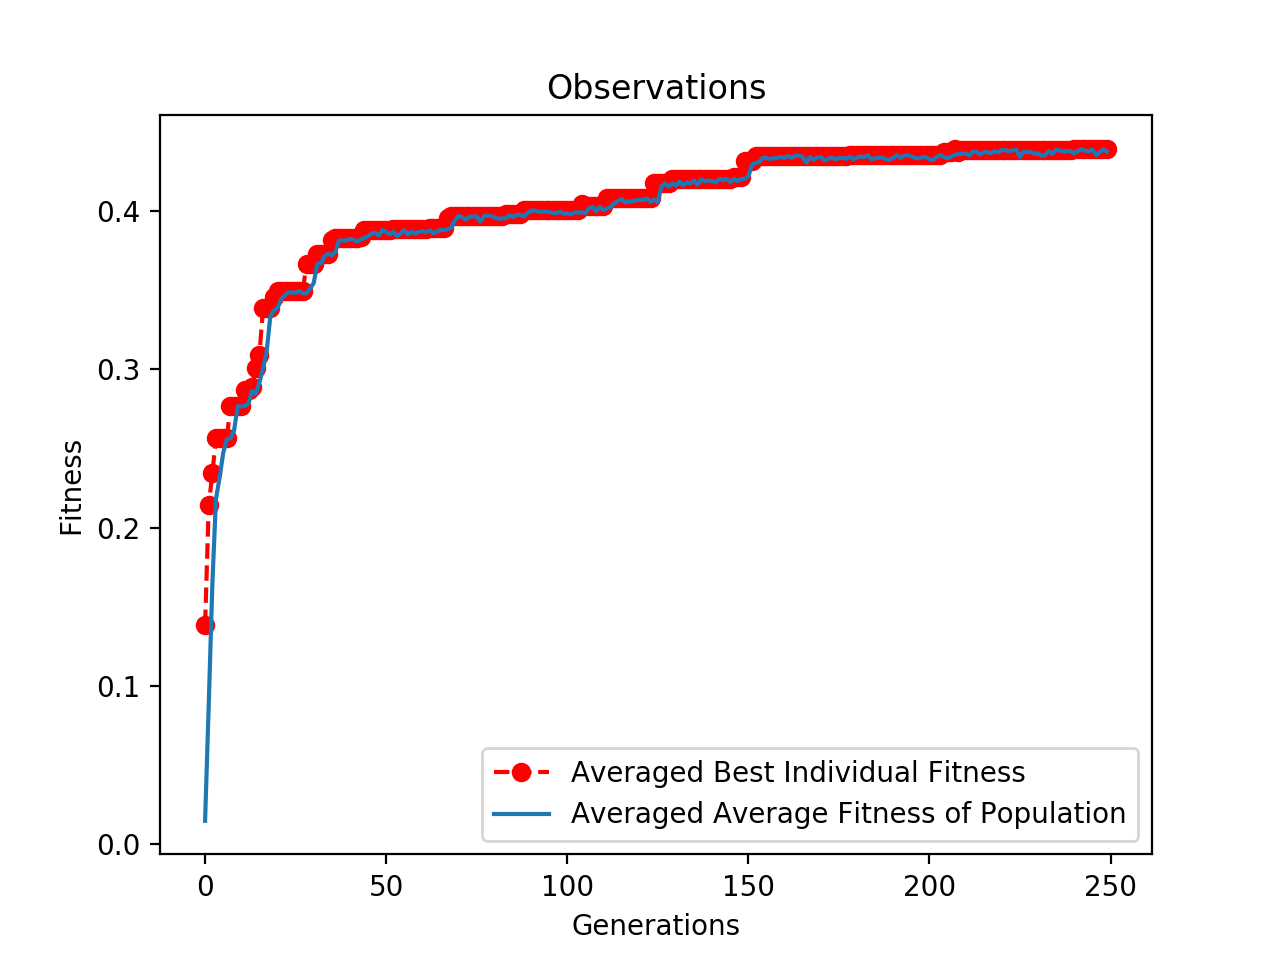 Observations
0.4
0.3
0.2
0.1
0.0
Fitness
0 50 100 150 200 250
Generations
Averaged Best Individual Fitness
Averaged Average Fitness of Population